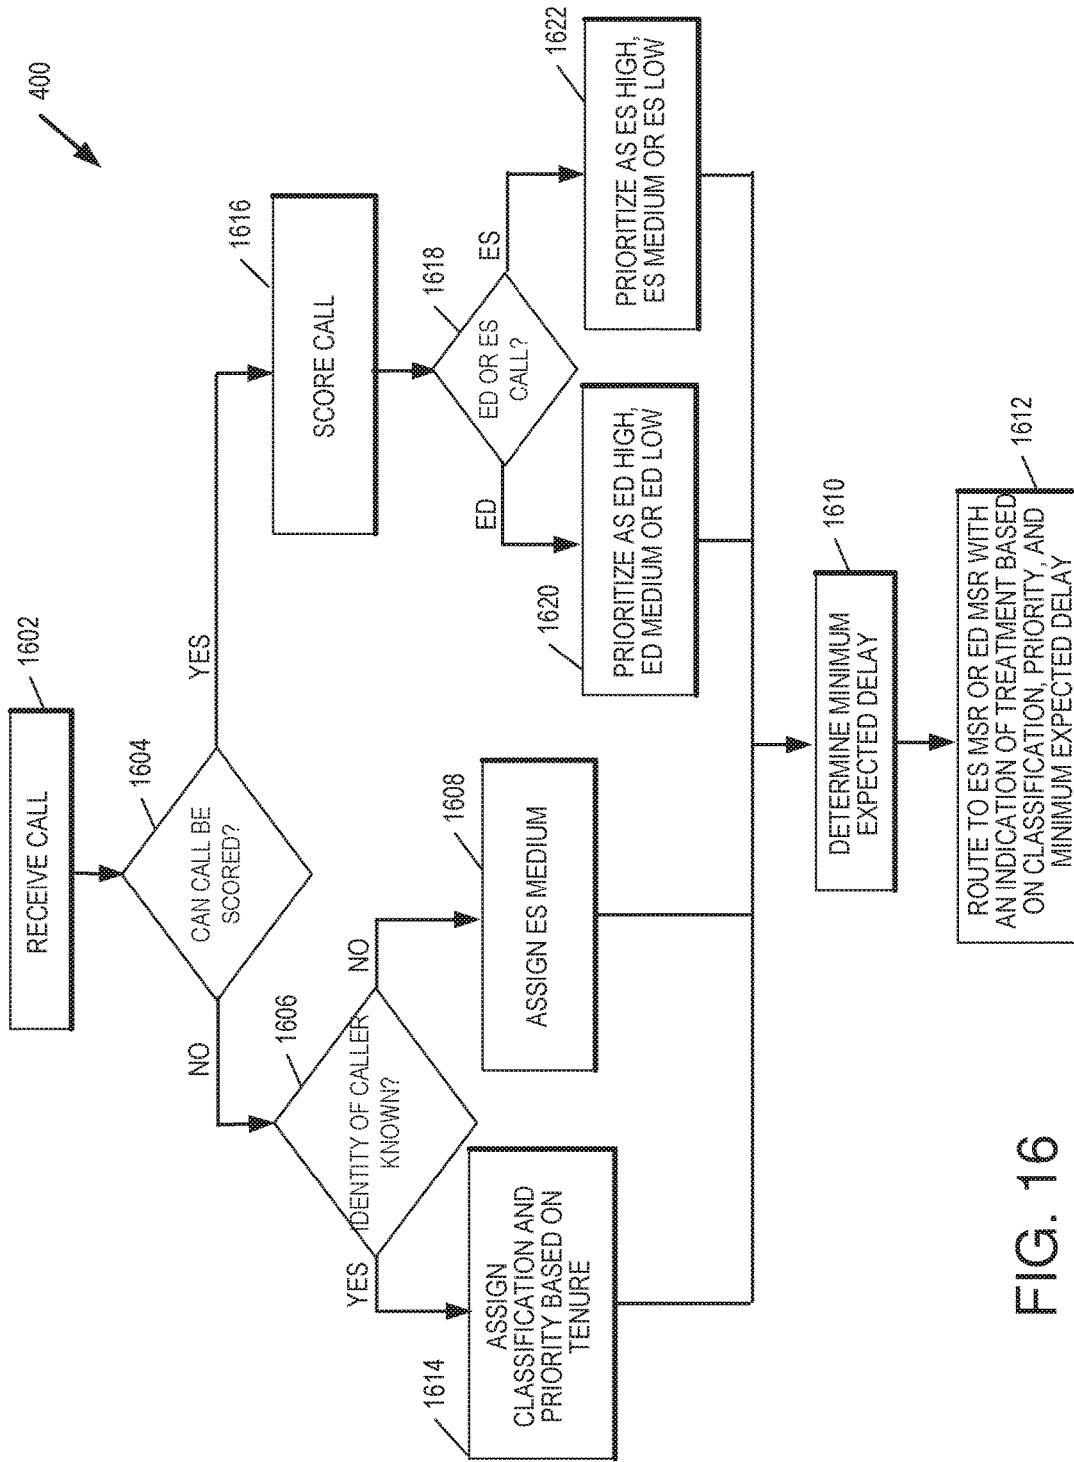 400
RECEIVE CALL
1602
CAN CALL BE
SCORED?
1604
NO
YES
IDENTITY OF CALLER
KNOWN?
1606
YES
NO
SCORE CALL
1616
ED OR ES
CALL?
1618
ED
ES
ASSIGN
CLASSIFICATION AND
PRIORITY BASED ON
TENURE
1614
ASSIGN ES MEDIUM
1608
PRIORITIZE AS ED HIGH,
ED MEDIUM OR ED LOW
1620
PRIORITIZE AS ES HIGH,
ES MEDIUM OR ES LOW
1622
DETERMINE MINIMUM
EXPECTED DELAY
1610
ROUTE TO ES MSR OR ED MSR WITH
AN INDICATION OF TREATMENT BASED
ON CLASSIFICATION, PRIORITY, AND
MINIMUM EXPECTED DELAY
1612
FIG. 16